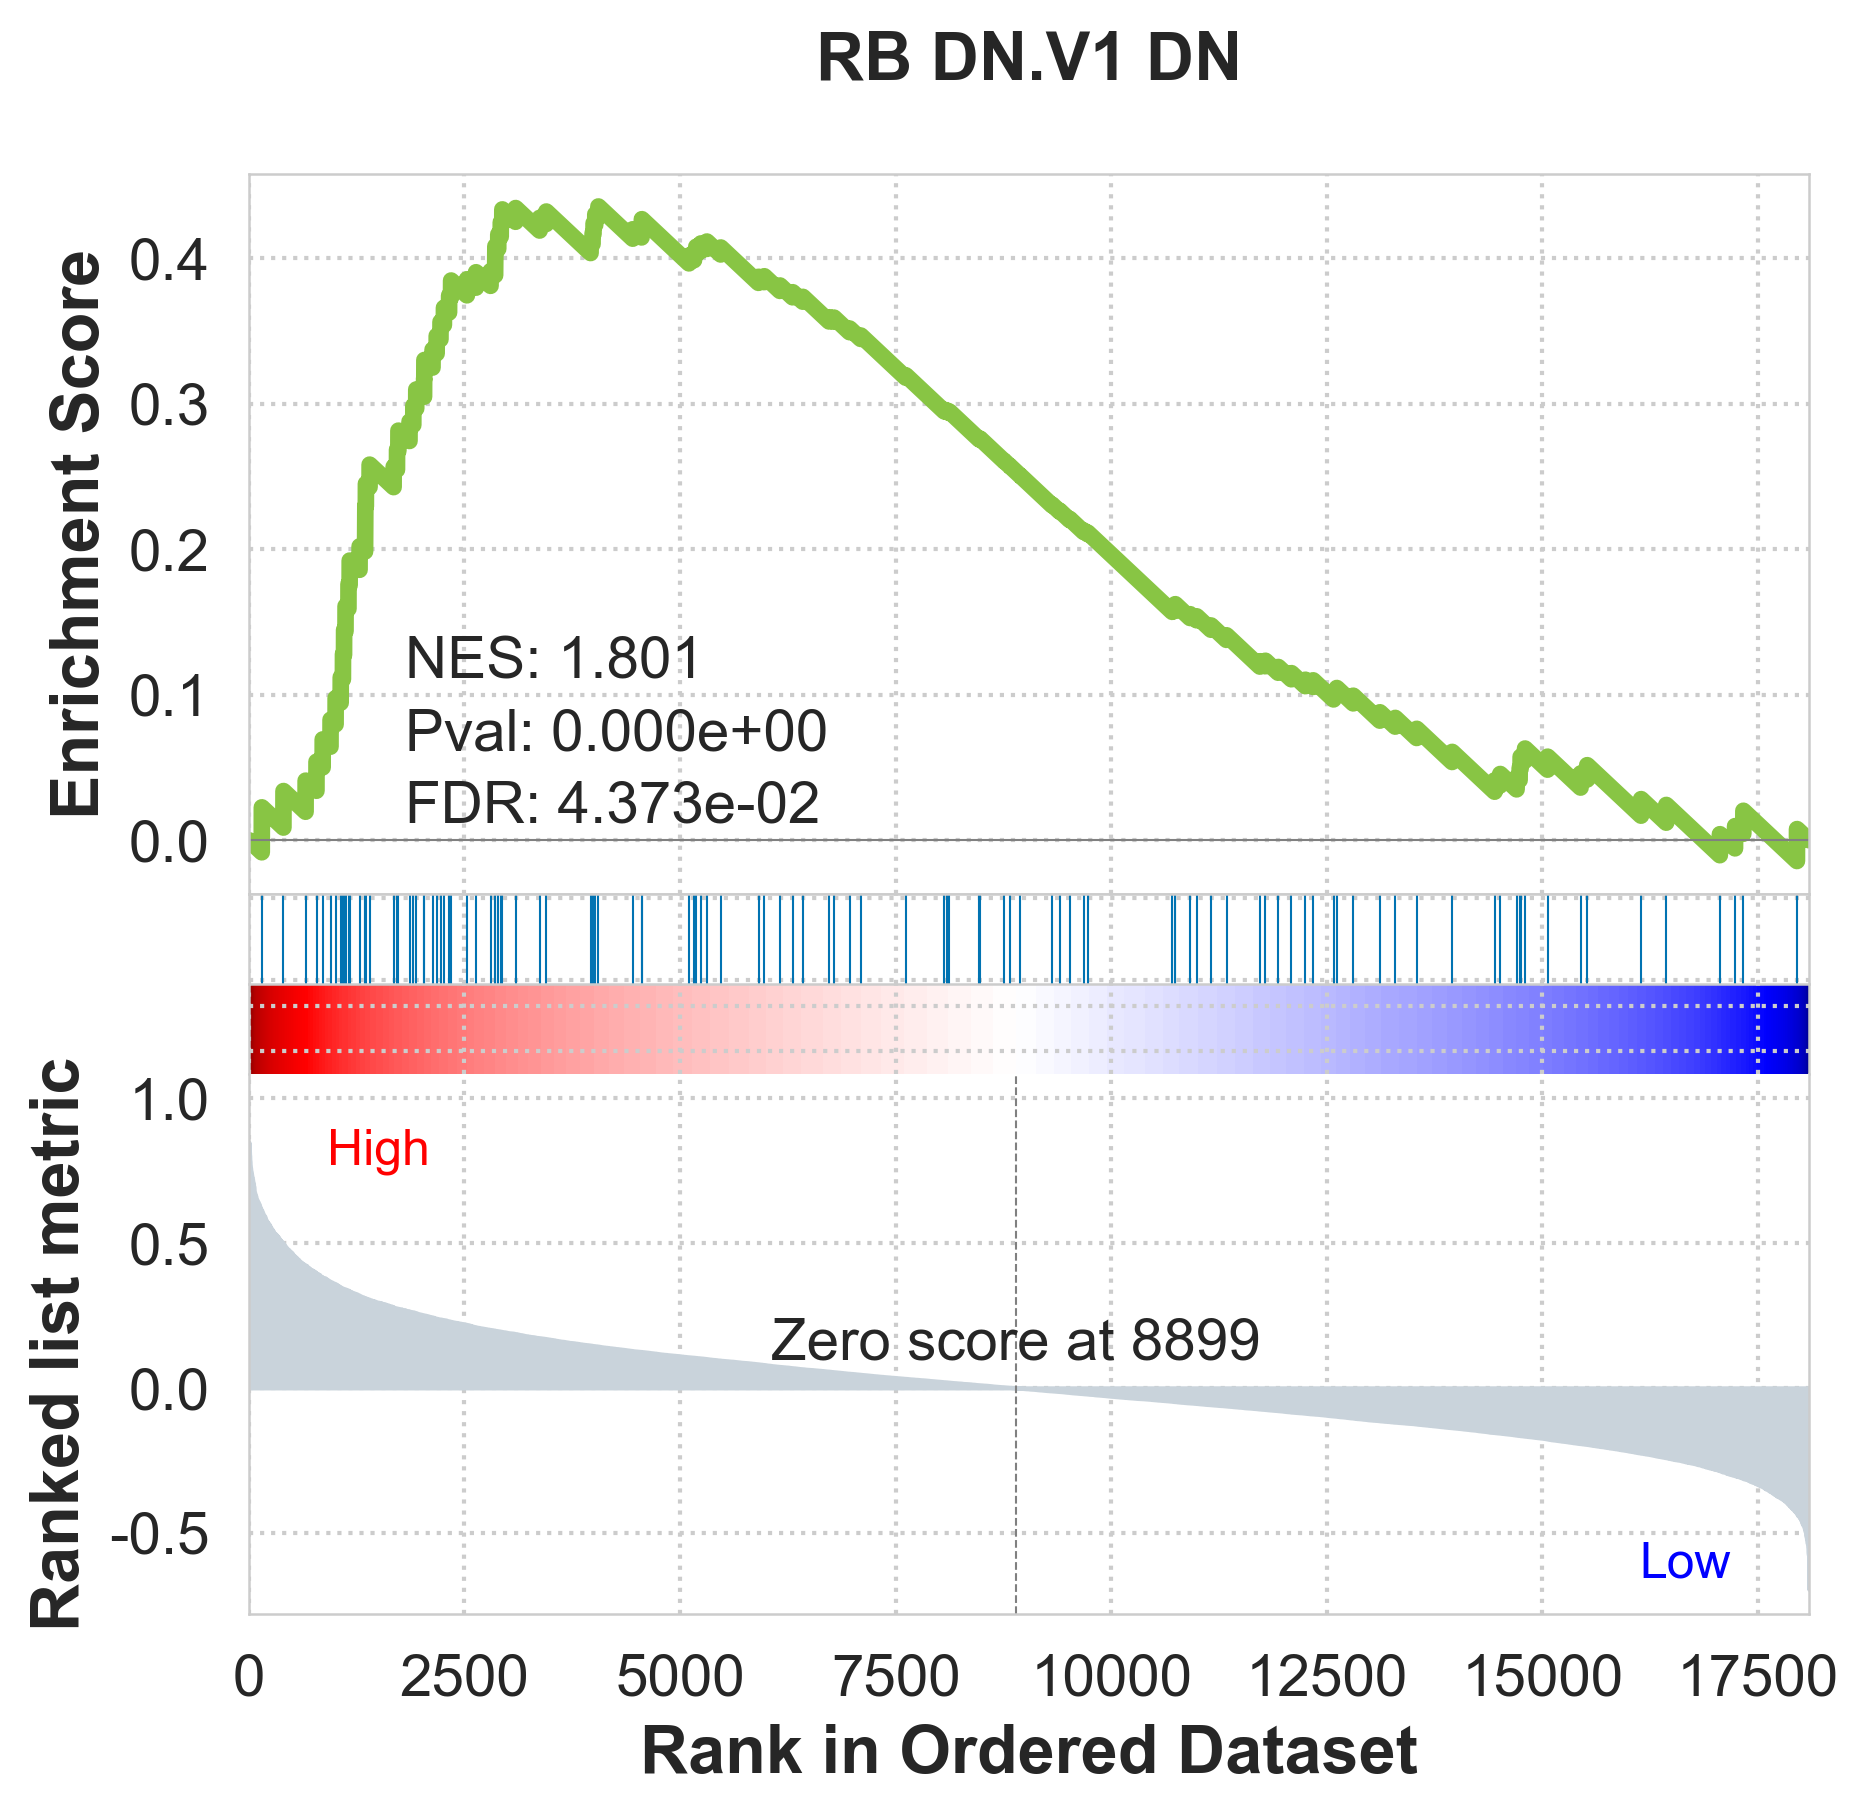 RB DN.V1 DN
Enrichment Score
0.4
0.3
0.2
0.1
0.0
NES: 1.801
Pval: 0.000e+00
FDR: 4.373e-02
Ranked list metric
1.0
0.5
0.0
-0.5
High
Zero score at 8899
Low
0 2500 5000 7500 10000 12500 15000 17500
Rank in Ordered Dataset